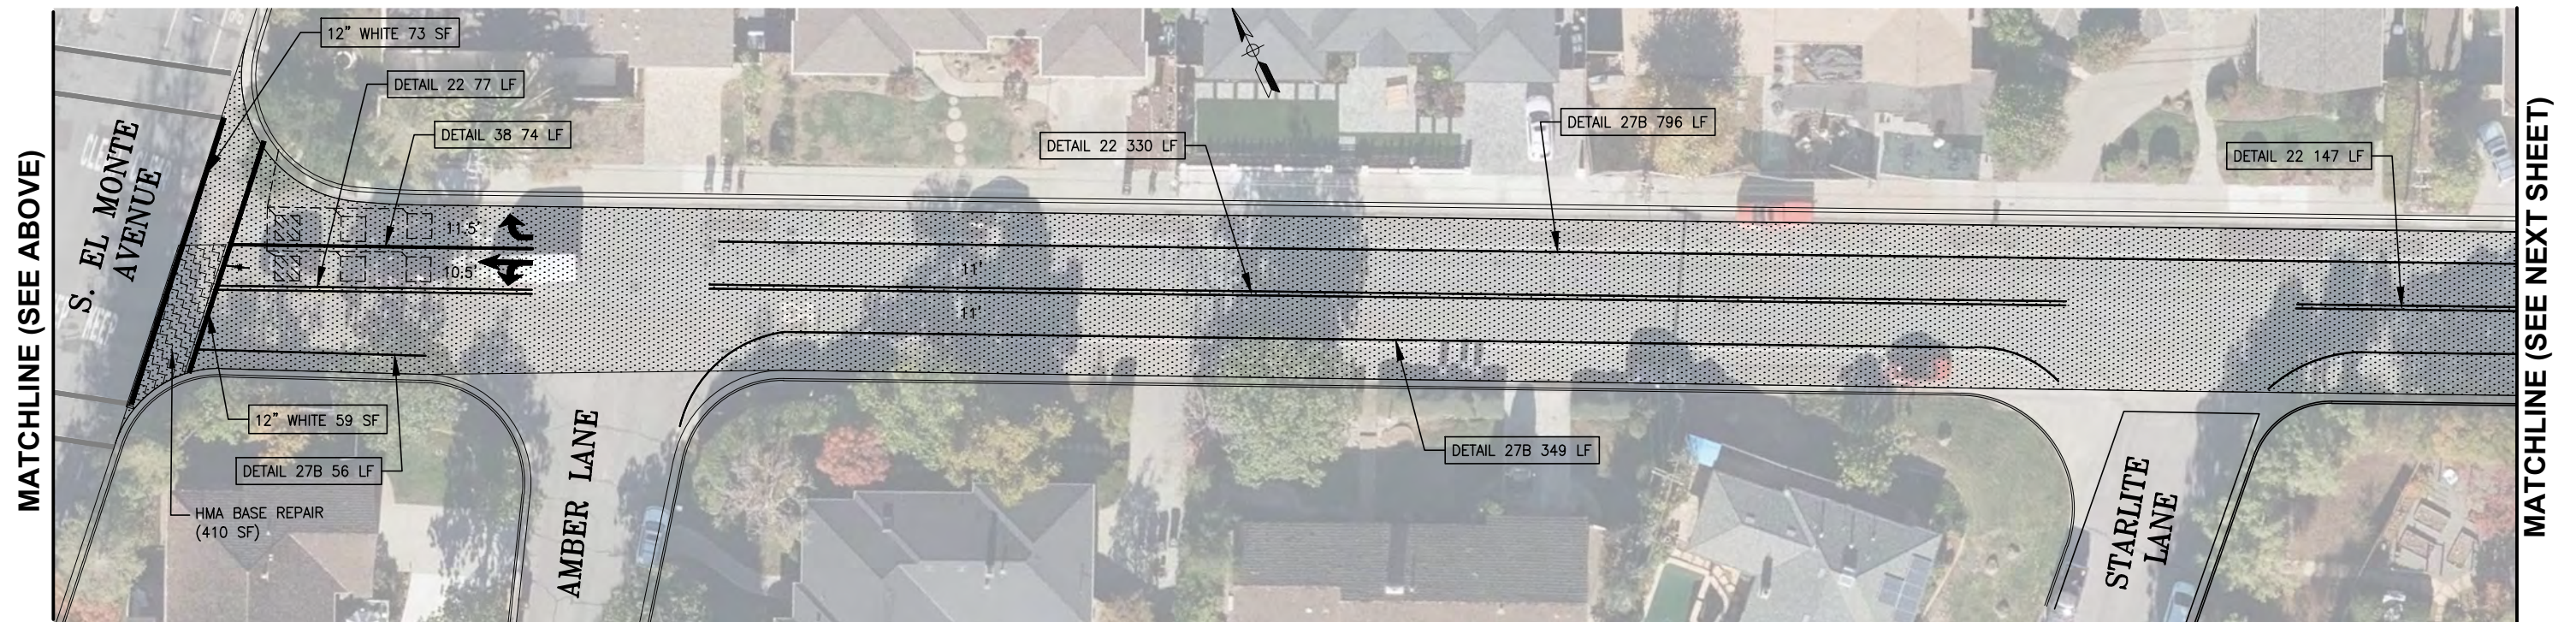 MATCHLINE (SEE ABOVE)
12" WHITE 73 SF
DETAIL 22 77 LF
DETAIL 38 74 LF
S. EL MONTE
AVENUE
11.5'
10.5'
12" WHITE 59 SF
DETAIL 27B 56 LF
HMA BASE REPAIR
(410 SF)
AMBER LANE
DETAIL 22 330 LF
11'
11'
DETAIL 27B 796 LF
DETAIL 27B 349 LF
DETAIL 22 147 LF
STARLITE
LANE
MATCHLINE (SEE NEXT SHEET)